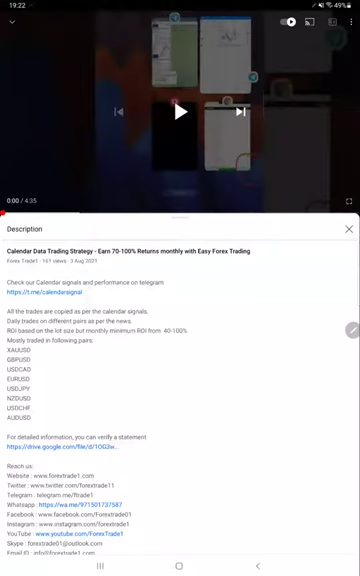 19:22
49%
0:00 / 4:35
Description
Calendar Data Trading Strategy - Earn 70-100% Returns monthly with Easy Forex Trading
Forex Trade1 · 161 views · 3 Aug 2021
Check our Calendar signals and performance on telegram
https://t.me/calendarsignal
All the trades are copied as per the calendar signals.
Daily trades on different pairs as per the news.
ROI based on the lot size but monthly minimum ROI from 40-100%
Mostly traded in following pairs:
XAUUSD
GBPUSD
USDCAD
EURUSD
USDJPY
NZDUSD
USDCHF
AUDUSD
For detailed information, you can verify a statement
https://drive.google.com/file/d/1OG3w...
Reach us:
Website : www.forextrade1.com
Twitter : www.twitter.com/forextrade11
Telegram : telegram.me/ftrade1
Whatsapp : https://wa.me/971501737587
Facebook : www.facebook.com/Forextrade01
Instagram : www.instagram.com/forextrade1
YouTube : www.youtube.com/ForexTrade1
Skype : forextrade01@outlook.com
Email ID : info@forextrade1.com